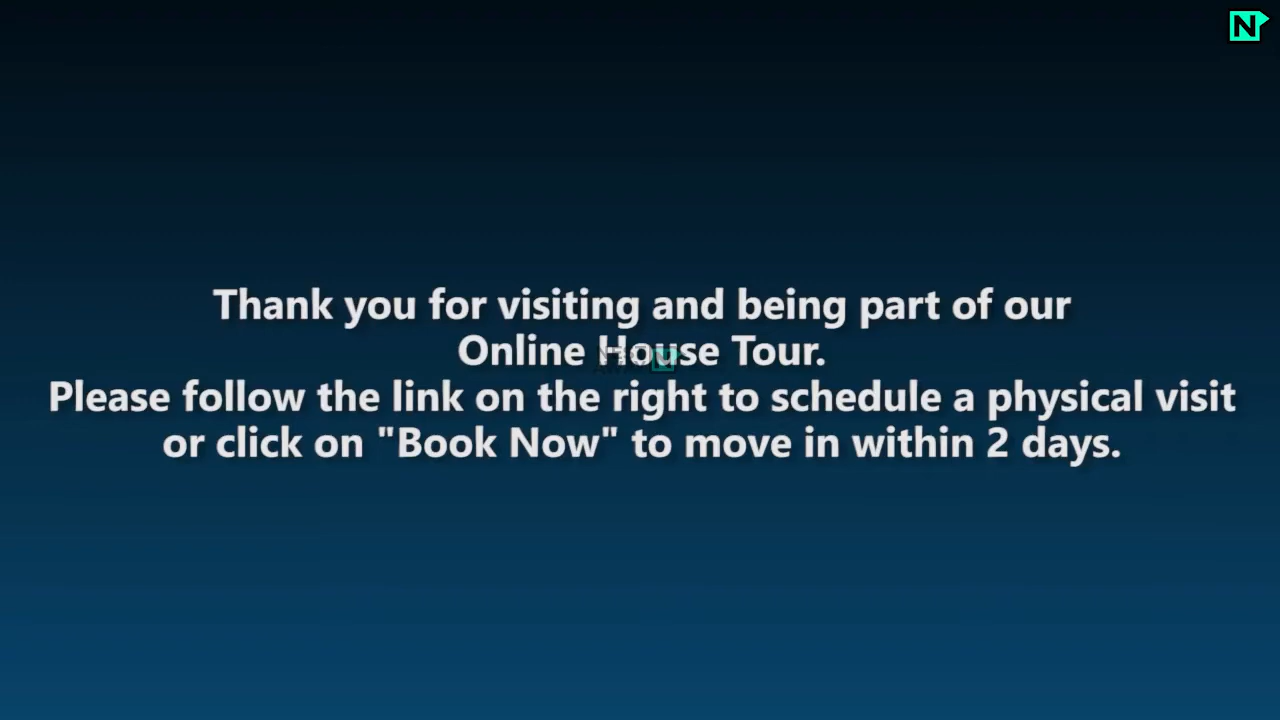 N
Thank you for visiting and being part of our
Online House Tour.
Please follow the link on the right to schedule a physical visit
or click on "Book Now" to move in within 2 days.